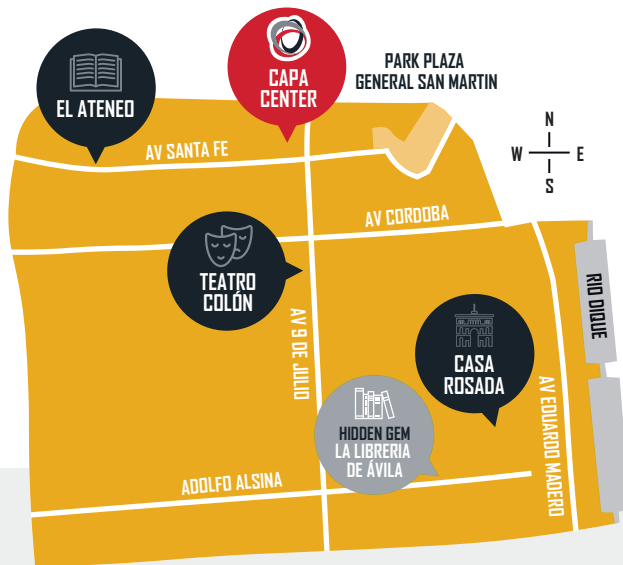 EL ATENEO
CAPA
CENTER
PARK PLAZA
GENERAL SAN MARTIN
N
W
E
S
AV SANTA FE
AV CORDOBA
TEATRO
COLÓN
RIO DIQUE
AV 9 DE JULIO
CASA
ROSADA
AV EDUARDO MADERO
HIDDEN GEM
LA LIBRERIA
DE ÁVILA
ADOLFO ALSINA